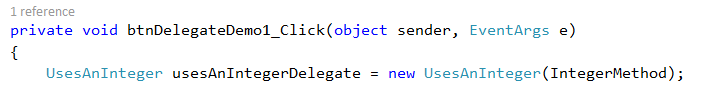 1 reference
private void btnDelegateDemo1_Click(object sender, EventArgs e)
{
UsesAnInteger usesAnIntegerDelegate = new UsesAnInteger(IntegerMethod);